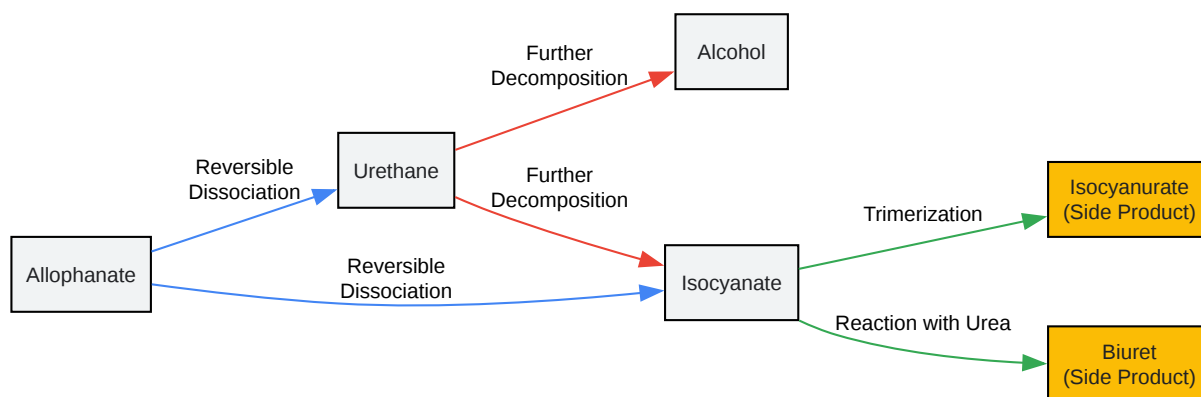 Further
Decomposition
Alcohol
Reversible
Dissociation
Urethane
Further
Decomposition
Isocyanurate
(Side Product)
Trimerization
Allophanate
Reversible
Dissociation
Isocyanate
Reaction with Urea
Biuret
(Side Product)